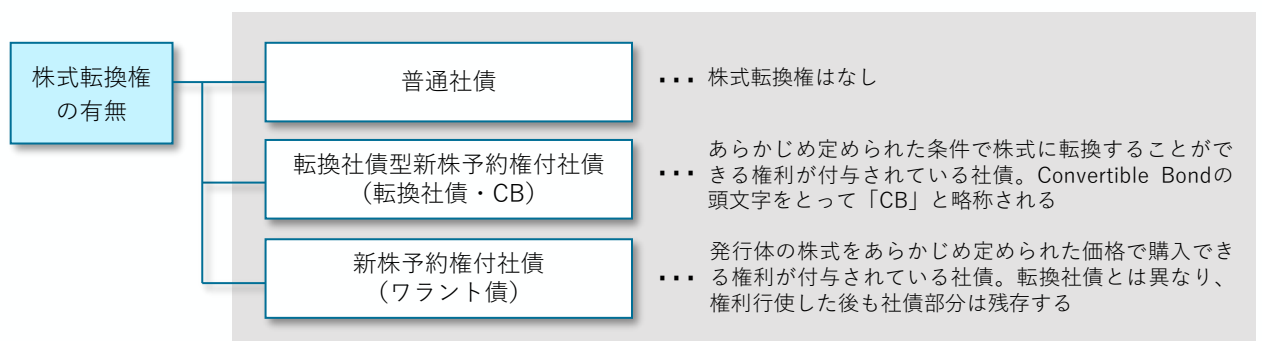 株式転換権
の有無
普通社債
・・・ 株式転換権はなし
転換社債型新株予約権付社債
（転換社債・CB）
・・・ あらかじめ定められた条件で株式に転換することがで
きる権利が付与されている社債。Convertible Bondの
頭文字をとって「CB」と略称される
新株予約権付社債
（ワラント債）
・・・ 発行体の株式をあらかじめ定められた価格で購入でき
る権利が付与されている社債。転換社債とは異なり、
権利行使した後も社債部分は残存する